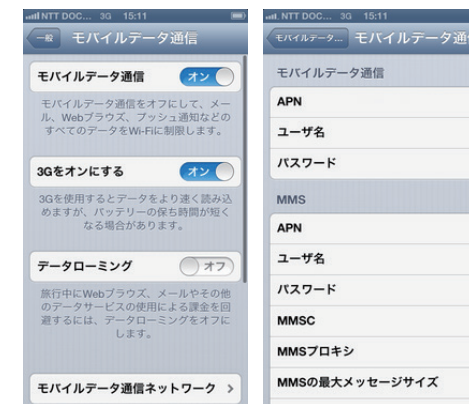 NTT DOC... 3G 15:11
一般 モバイルデータ通信
モバイルデータ通信 オン
モバイルデータ通信をオフにして、メー
ル、Webブラウズ、プッシュ通知などの
すべてのデータをWi-Fiに制限します。
3Gをオンにする オン
3Gを使用するとデータをより速く読み込
めますが、バッテリーの保ち時間が短く
なる場合があります。
データローミング オフ
旅行中にWebブラウズ、メールやその他
のデータサービスの使用による課金を回
避するには、データローミングをオフに
します。
モバイルデータ通信ネットワーク
NTT DOC... 3G 15:11
モバイルデータ... モバイルデータ通
モバイルデータ通信
APN
ユーザ名
パスワード
MMS
APN
ユーザ名
パスワード
MMSC
MMSプロキシ
MMSの最大メッセージサイズ